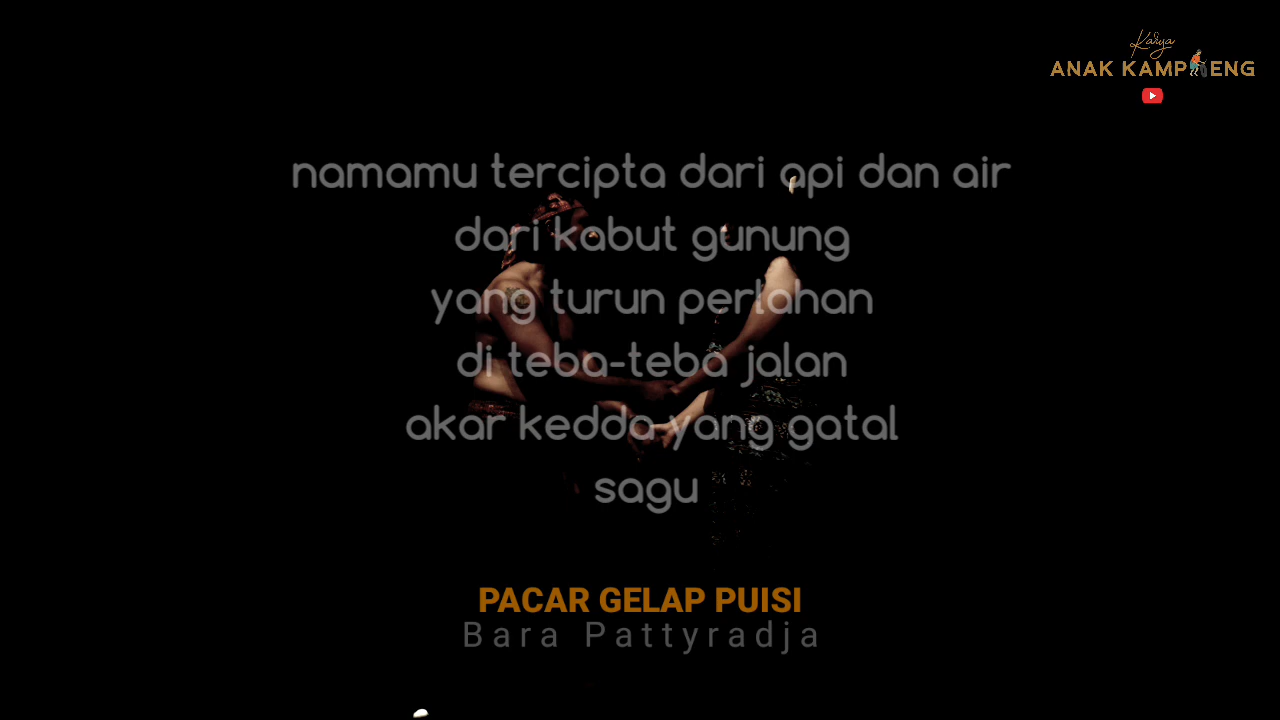 Karya
ANAK KAMPOENG
namamu tercipta dari api dan air
dari kabut gunung
yang turun perlahan
di teba-teba jalan
akar kedda yang gatal
sagu
PACAR GELAP PUISI
Bara Pattyradja